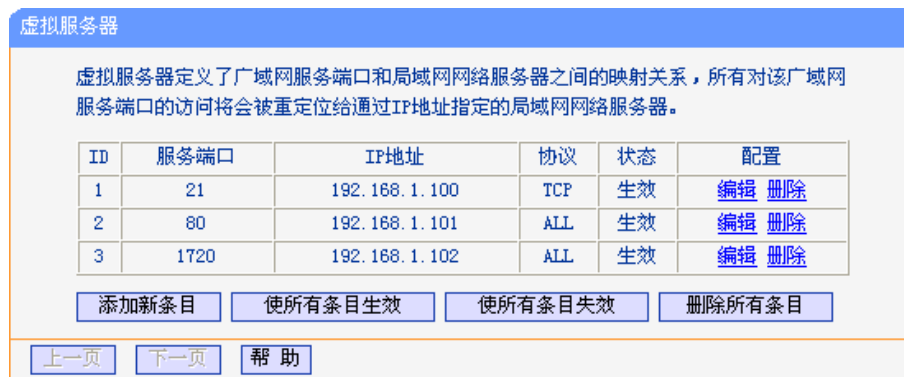 虚拟服务器
虚拟服务器定义了广域网服务端口和局域网网络服务器之间的映射关系，所有对该广域网
服务端口的访问将会被重定位给通过IP地址指定的局域网网络服务器。
ID 服务端口 IP地址 协议 状态 配置
1 21 192.168.1.100 TCP 生效 编辑 删除
2 80 192.168.1.101 ALL 生效 编辑 删除
3 1720 192.168.1.102 ALL 生效 编辑 删除
添加新条目 使所有条目生效 使所有条目失效 删除所有条目
上一页 下一页 帮 助